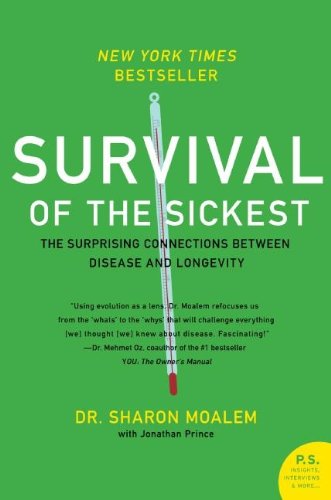 NEW YORK TIMES
BESTSELLER
SURVIVAL
OF THE SICKEST
THE SURPRISING CONNECTIONS BETWEEN
DISEASE AND LONGEVITY
"Using evolution as a lens, Dr. Moalem refocuses us
from the 'whats' to the 'whys' that will challenge everything
[we] thought [we] knew about disease. Fascinating!"
—Dr. Mehmet Oz, coauthor of the #1 bestseller
YOU: The Owner's Manual
DR. SHARON MOALEM
with Jonathan Prince
P.S.
INSIGHTS,
INTERVIEWS
& MORE...